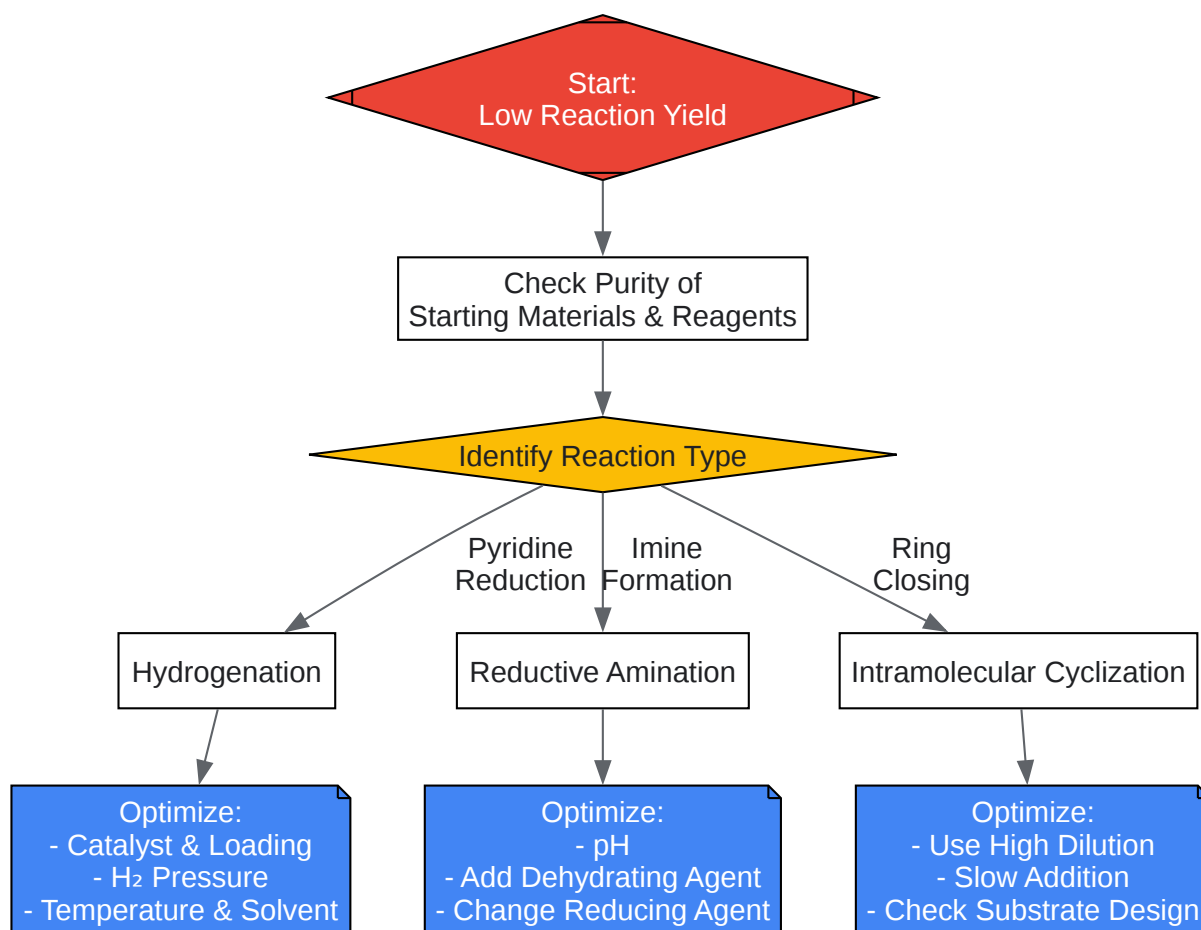 Start:
Low Reaction Yield
Check Purity of
Starting Materials & Reagents
Identify Reaction Type
Pyridine
Reduction
Imine
Formation
Ring
Closing
Hydrogenation
Reductive Amination
Intramolecular Cyclization
Optimize:
- Catalyst & Loading
- H₂ Pressure
- Temperature & Solvent
Optimize:
- pH
- Add Dehydrating Agent
- Change Reducing Agent
Optimize:
- Use High Dilution
- Slow Addition
- Check Substrate Design